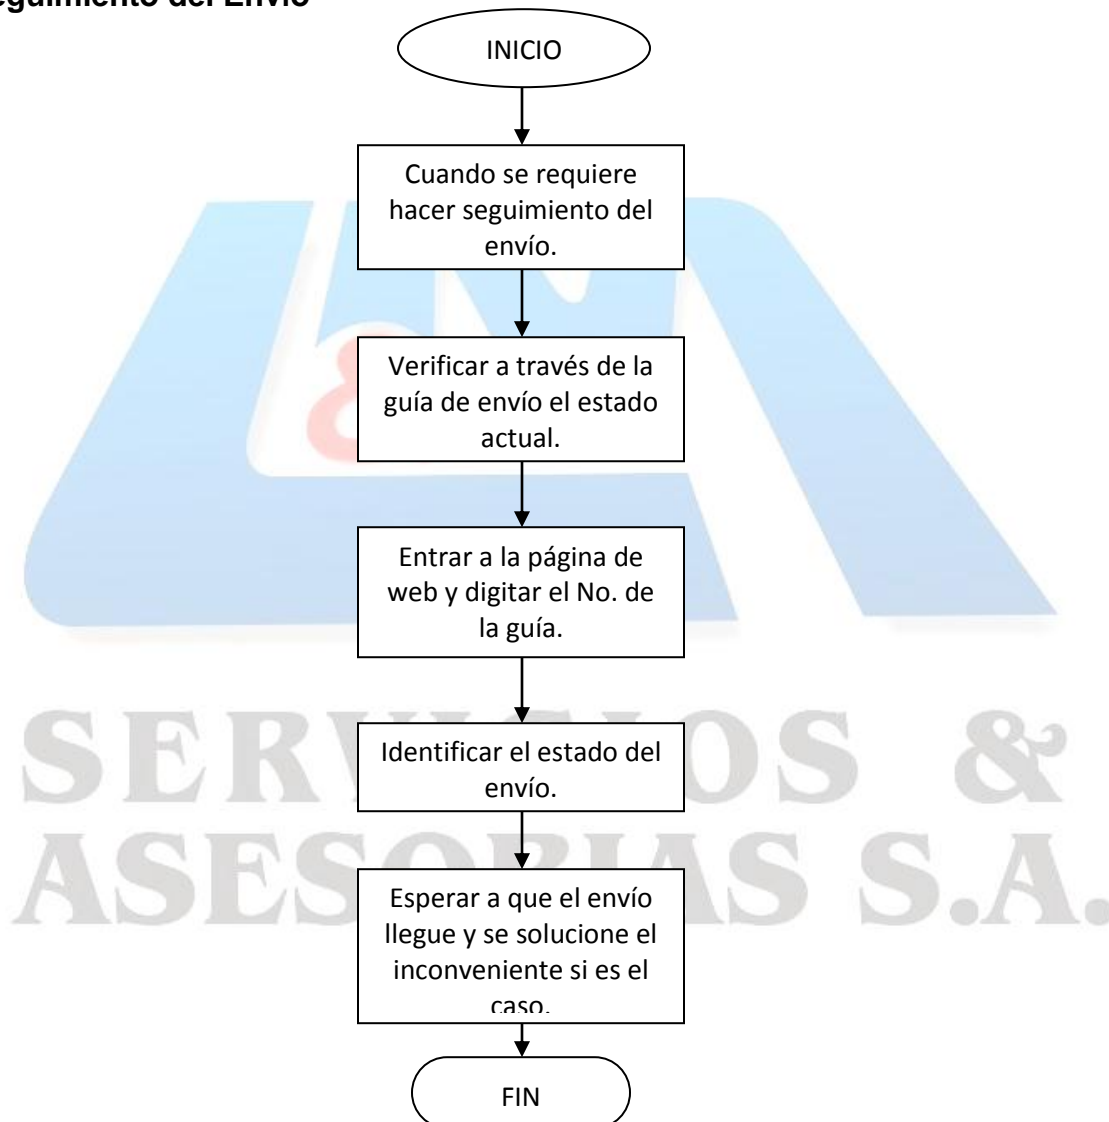 eguimiento del Envío
INICIO
Cuando se requiere
hacer seguimiento del
envío.
Verificar a través de la
guía de envío el estado
actual.
Entrar a la página de
web y digitar el No. de
la guía.
Identificar el estado del
envío.
Esperar a que el envío
llegue y se solucione el
inconveniente si es el
caso.
FIN
L&M
SERVICIOS &
ASESORIAS S.A.